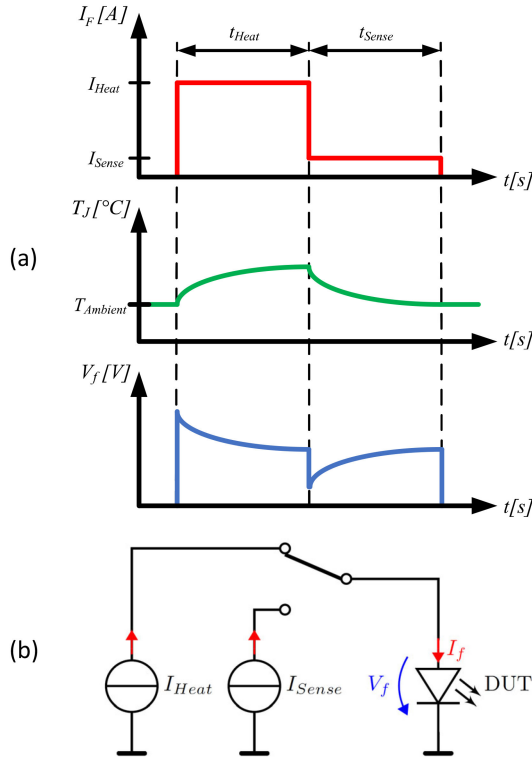 I_F [A]
t_Heat
t_Sense
I_Heat
I_Sense
t[s]
T_J [°C]
(a)
T_Ambient
t[s]
V_f [V]
t[s]
(b)
I_Heat
I_Sense
I_f
V_f
DUT